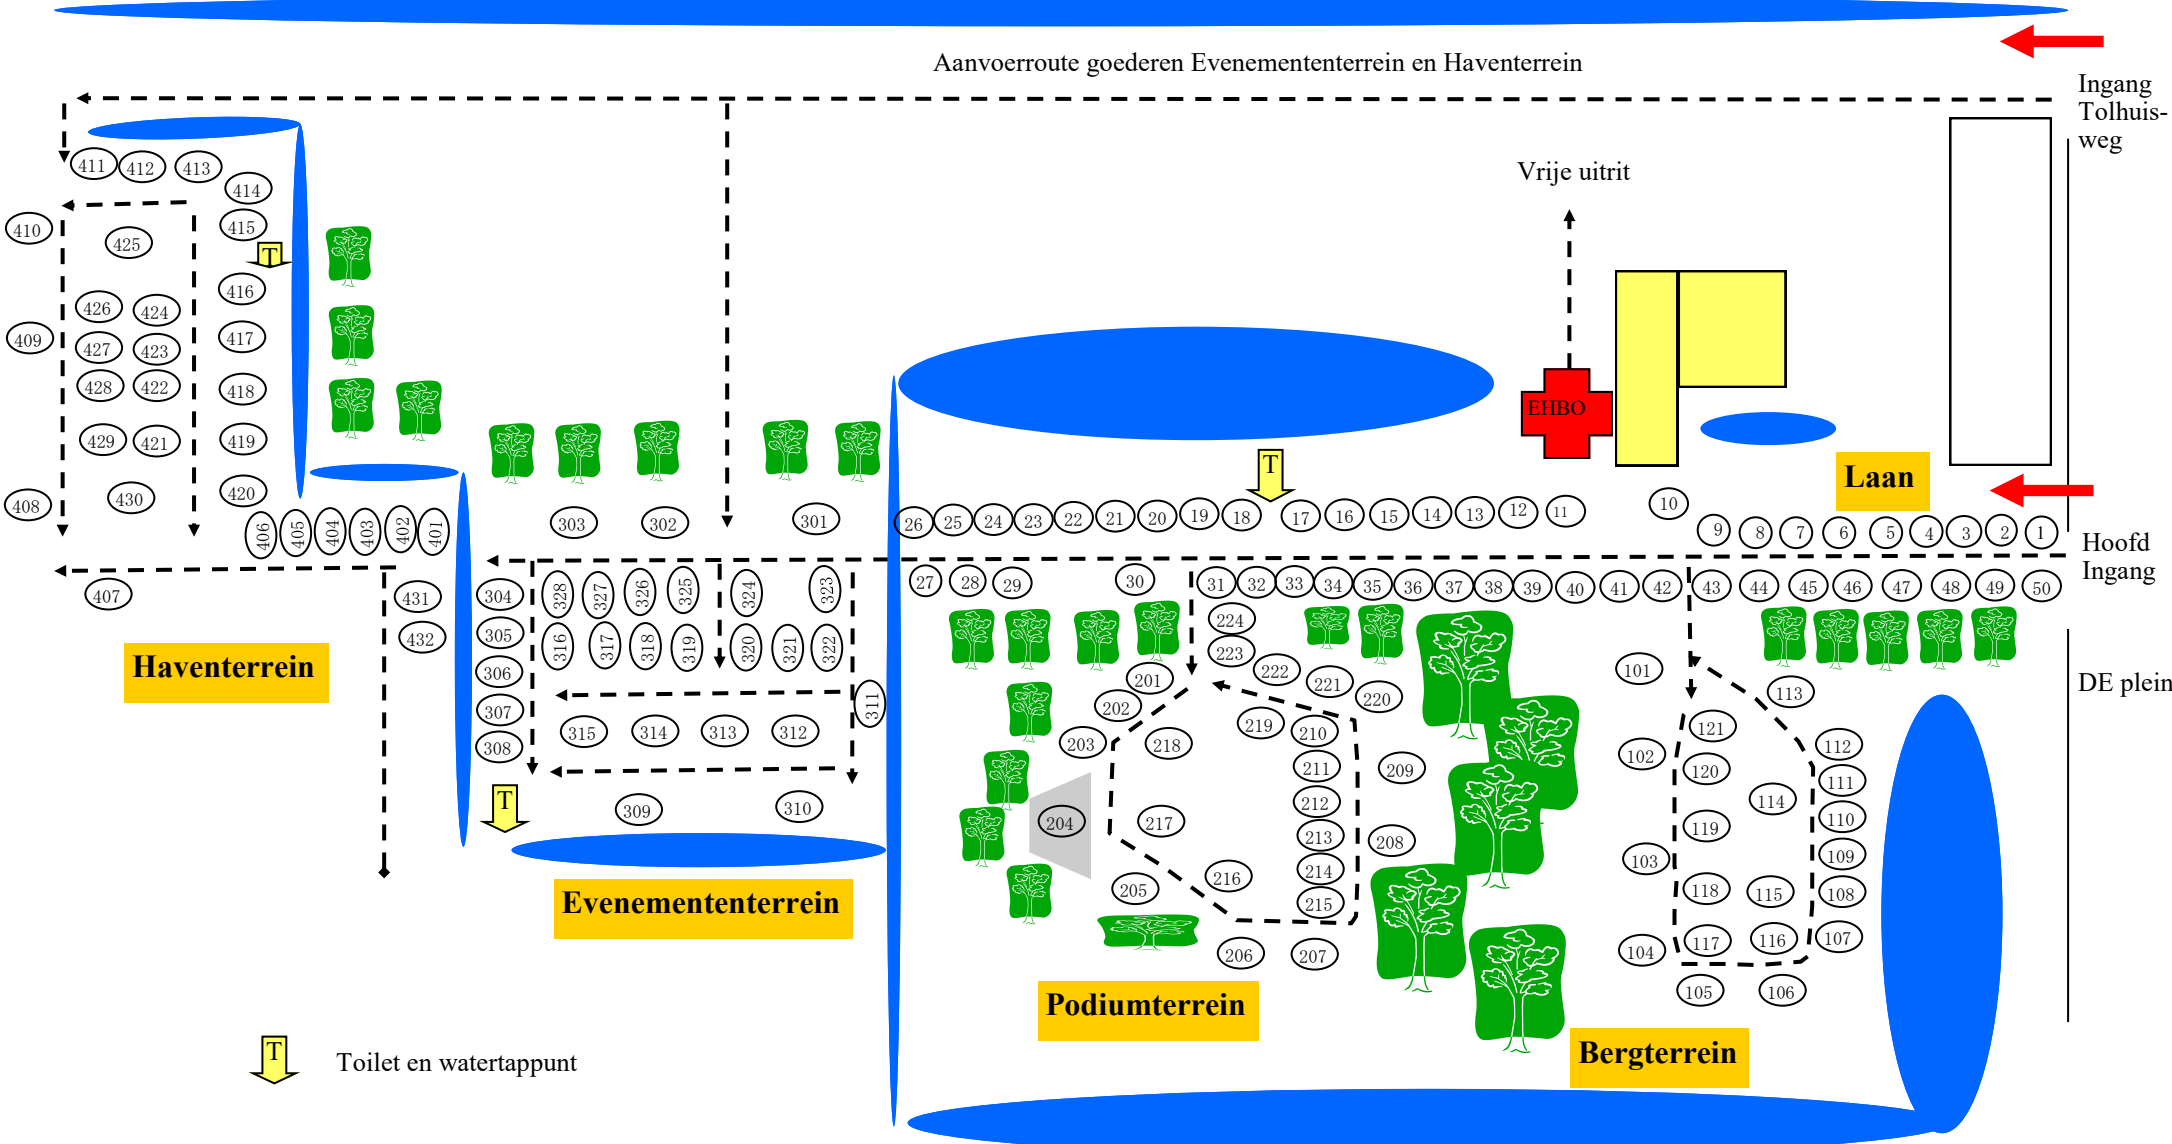 Aanvoerroute goederen Evenemententerrein en Haventerrein
Ingang
Tolhuis-
weg
Vrije uitrit
411 412 413
414
410 425 415
T
416
426 424
409 427 423 417
428 422 418
429 421 419
408 430 420
EHBO
Laan
T
406 405 404 403 402 401
303 302 301
26 25 24 23 22 21 20 19 18 17 16 15 14 13 12 11 10 9 8 7 6 5 4 3 2 1
Hoofd
Ingang
407 431
432
304 328 327 326 325 324 323
27 28 29 30 31 32 33 34 35 36 37 38 39 40 41 42 43 44 45 46 47 48 49 50
305 316 317 318 319 320 321 322
306
307 311
308 315 314 313 312
309 310
T
Haventerrein
Evenemententerrein
224
223
222 221 220
201
202
203 218 219 210
211 209
204 217 212
213 208
214
205 216 215
206 207
Podiumterrein
101 113
121
102 120 112
111
114 110
119
103 109
118 115 108
104 117 116 107
105 106
Bergterrein
DE plein
T
Toilet en watertappunt